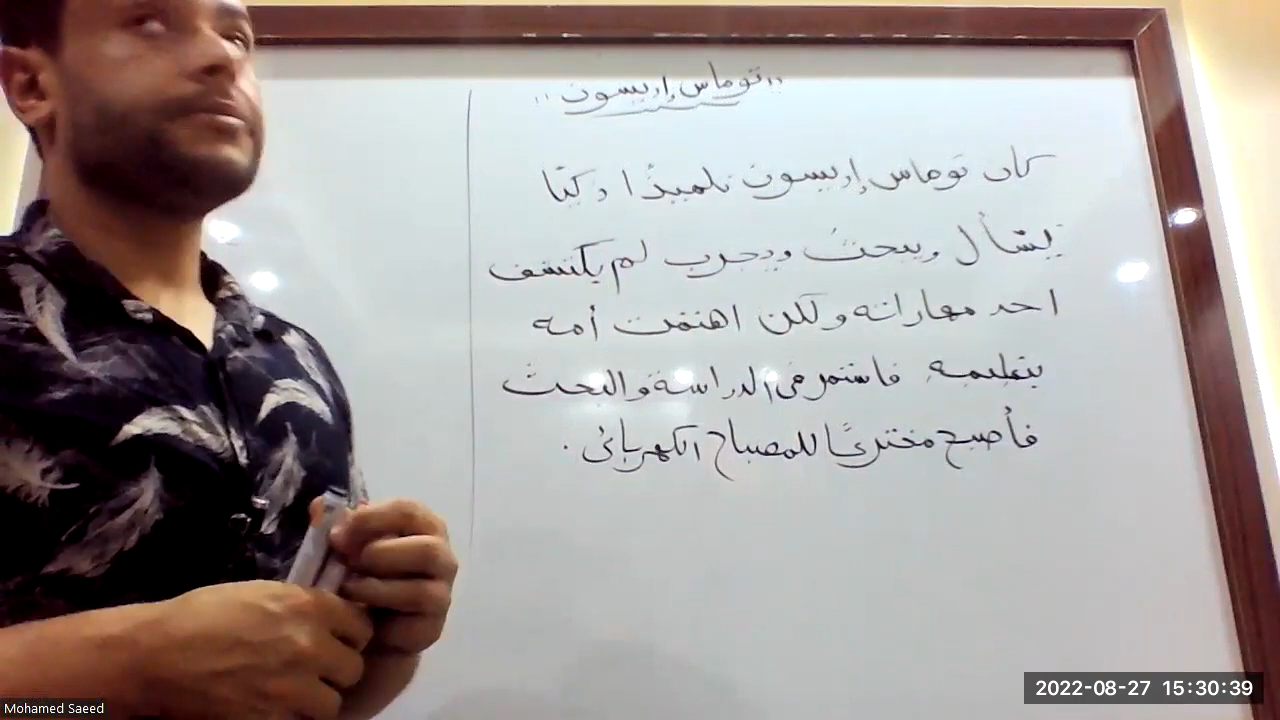 "توماس إديسون"
كان توماس إديسون تلميذًا ذكيًا
يسأل ويبحث ويجرب لم يكتشف
احد مهاراته ولكن اهتمت أمه
بتعليمه فاستمر في الدراسة والبحث
فأصبح مخترعًا للمصباح الكهربائي.
Mohamed Saeed
2022-08-27 15:30:39